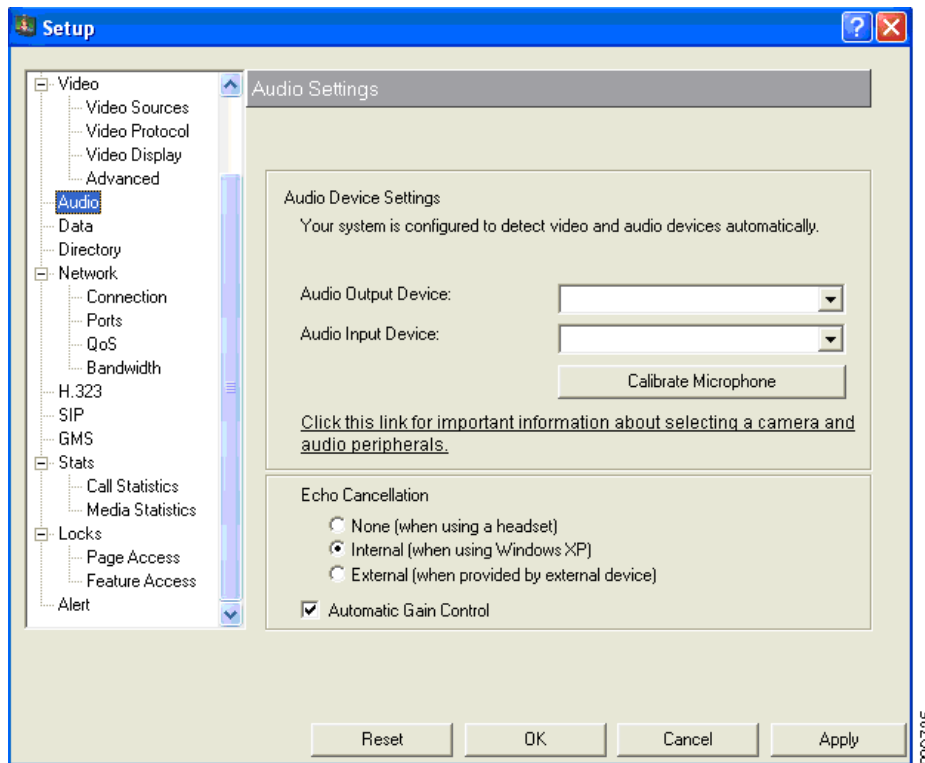 Setup
Video
Video Sources
Video Protocol
Video Display
Advanced
Audio
Data
Directory
Network
Connection
Ports
QoS
Bandwidth
H.323
SIP
GMS
Stats
Call Statistics
Media Statistics
Locks
Page Access
Feature Access
Alert
Audio Settings
Audio Device Settings
Your system is configured to detect video and audio devices automatically.
Audio Output Device:
Audio Input Device:
Calibrate Microphone
Click this link for important information about selecting a camera and
audio peripherals.
Echo Cancellation
None (when using a headset)
Internal (when using Windows XP)
External (when provided by external device)
Automatic Gain Control
Reset
OK
Cancel
Apply